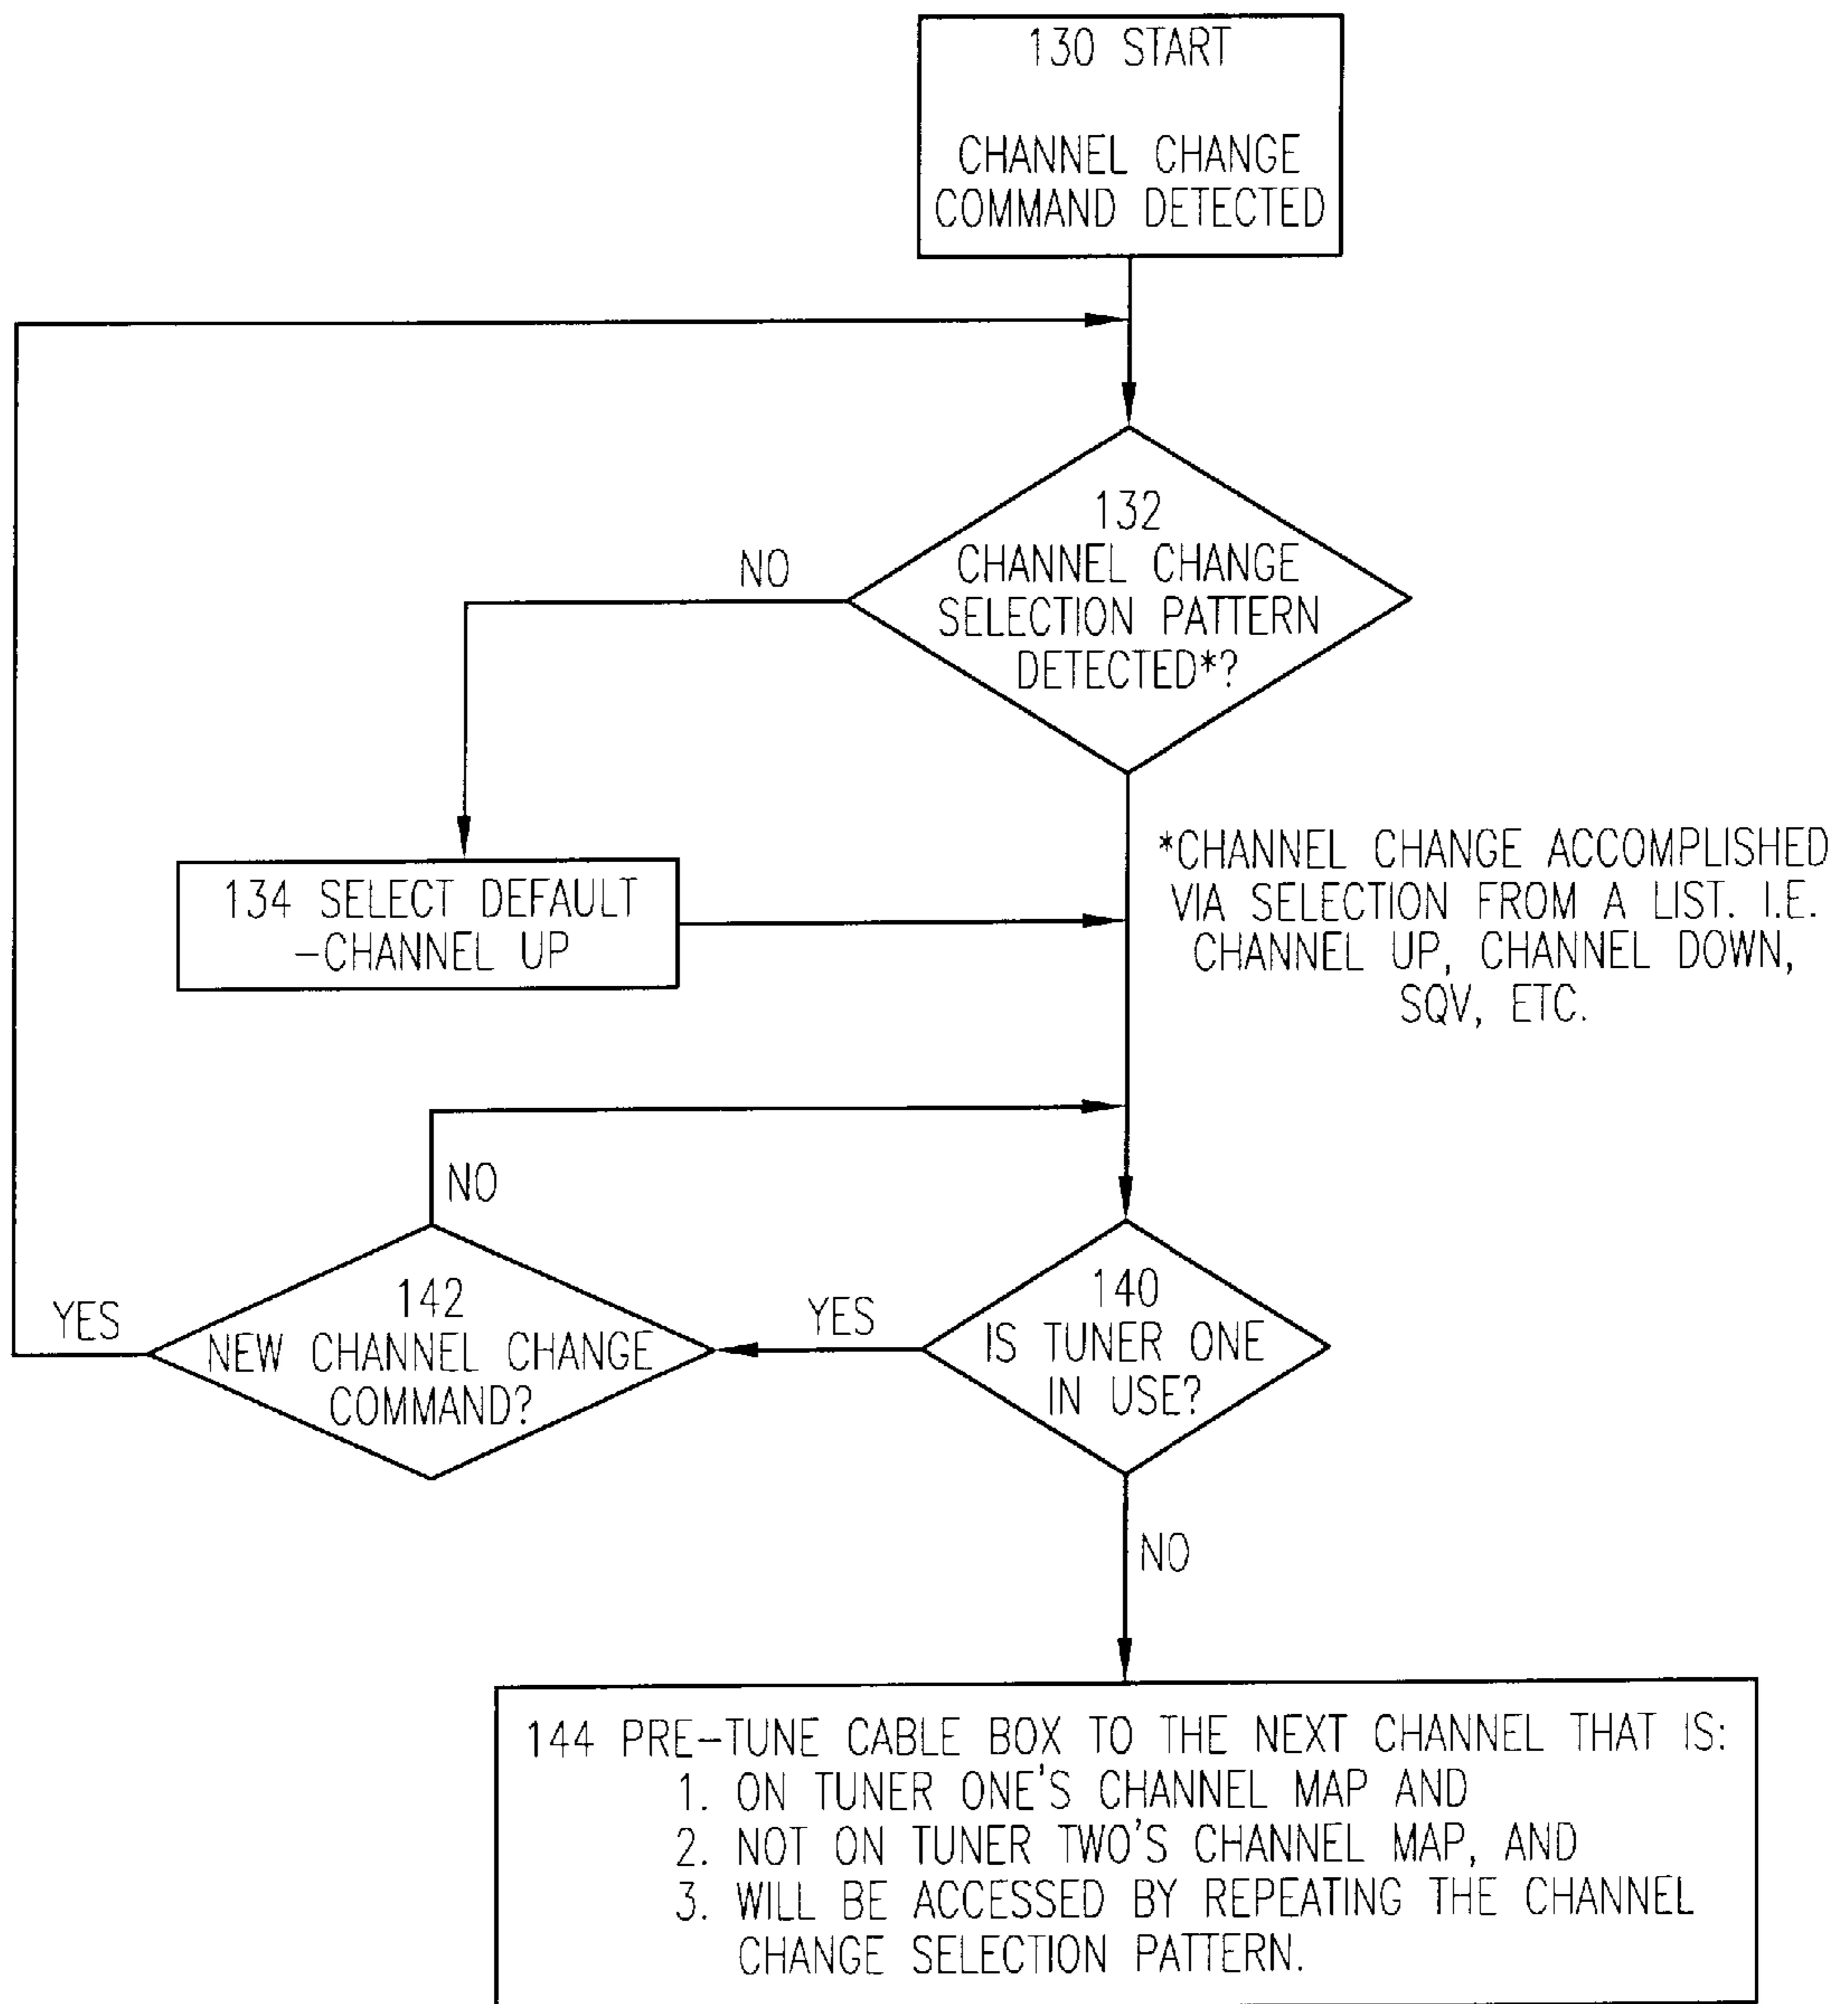 130 START
CHANNEL CHANGE
COMMAND DETECTED
132
CHANNEL CHANGE
SELECTION PATTERN
DETECTED*?
NO
134 SELECT DEFAULT
-CHANNEL UP
*CHANNEL CHANGE ACCOMPLISHED
VIA SELECTION FROM A LIST. I.E.
CHANNEL UP, CHANNEL DOWN,
SQV, ETC.
NO
142
NEW CHANNEL CHANGE
COMMAND?
YES
YES
140
IS TUNER ONE
IN USE?
NO
144 PRE-TUNE CABLE BOX TO THE NEXT CHANNEL THAT IS:
1. ON TUNER ONE'S CHANNEL MAP AND
2. NOT ON TUNER TWO'S CHANNEL MAP, AND
3. WILL BE ACCESSED BY REPEATING THE CHANNEL
CHANGE SELECTION PATTERN.